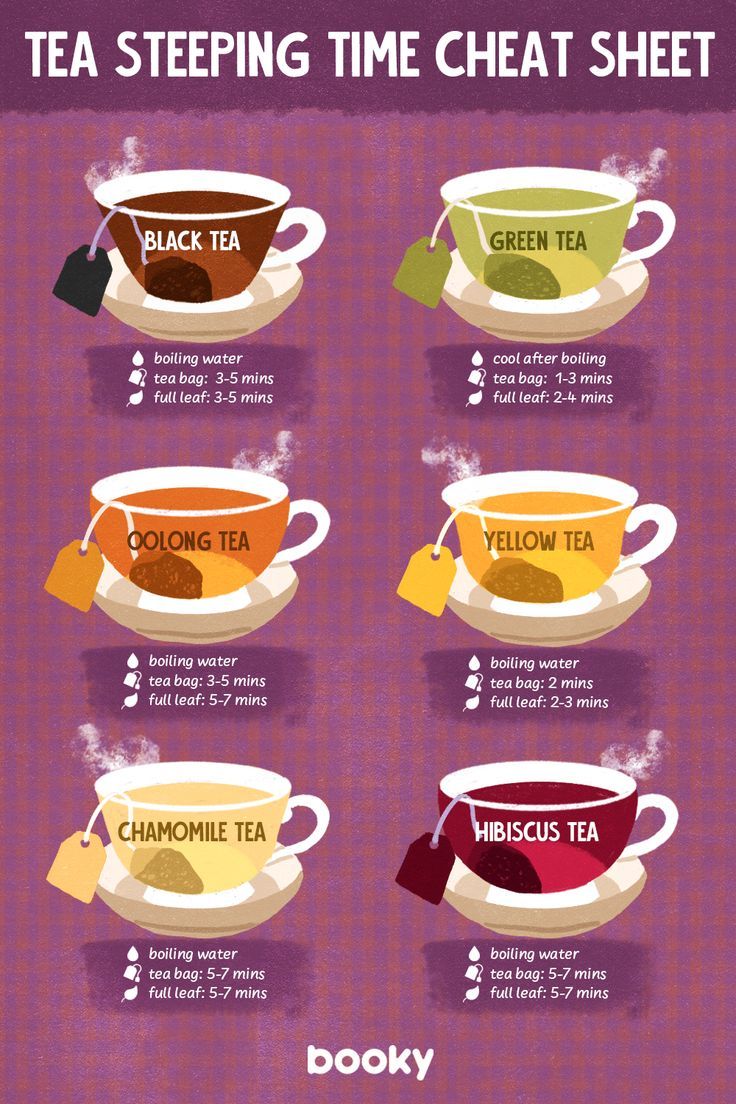 TEA STEEPING TIME CHEAT SHEET
BLACK TEA
boiling water
tea bag: 3-5 mins
full leaf: 3-5 mins
GREEN TEA
cool after boiling
tea bag: 1-3 mins
full leaf: 2-4 mins
OOLONG TEA
boiling water
tea bag: 3-5 mins
full leaf: 5-7 mins
YELLOW TEA
boiling water
tea bag: 2 mins
full leaf: 2-3 mins
CHAMOMILE TEA
boiling water
tea bag: 5-7 mins
full leaf: 5-7 mins
HIBISCUS TEA
boiling water
tea bag: 5-7 mins
full leaf: 5-7 mins
booky